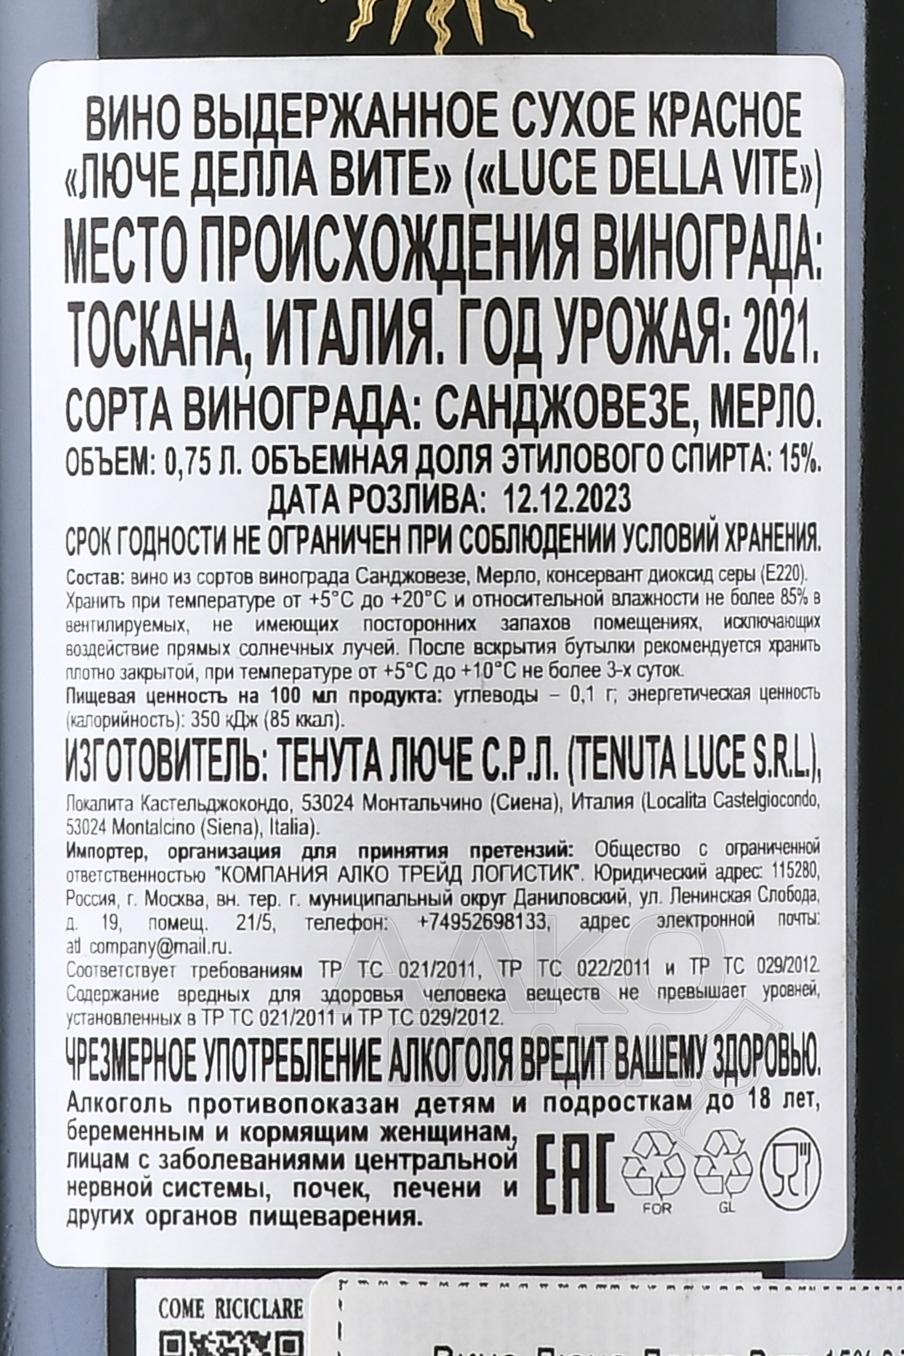 ВИНО ВЫДЕРЖАННОЕ СУХОЕ КРАСНОЕ
«ЛЮЧЕ ДЕЛЛА ВИТЕ» («LUCE DELLA VITE»)
МЕСТО ПРОИСХОЖДЕНИЯ ВИНОГРАДА:
ТОСКАНА, ИТАЛИЯ. ГОД УРОЖАЯ: 2021.
СОРТА ВИНОГРАДА: САНДЖОВЕЗЕ, МЕРЛО.
ОБЪЕМ: 0,75 Л. ОБЪЕМНАЯ ДОЛЯ ЭТИЛОВОГО СПИРТА: 15%.
ДАТА РОЗЛИВА: 12.12.2023
СРОК ГОДНОСТИ НЕ ОГРАНИЧЕН ПРИ СОБЛЮДЕНИИ УСЛОВИЙ ХРАНЕНИЯ.
Состав: вино из сортов винограда Санджовезе, Мерло, консервант диоксид серы (Е220).
Хранить при температуре от +5°С до +20°С и относительной влажности не более 85% в
вентилируемых, не имеющих посторонних запахов помещениях, исключающих
воздействие прямых солнечных лучей. После вскрытия бутылки рекомендуется хранить
плотно закрытой, при температуре от +5°С до +10°С не более 3-х суток.
Пищевая ценность на 100 мл продукта: углеводы – 0,1 г; энергетическая ценность
(калорийность): 350 кДж (85 ккал).
ИЗГОТОВИТЕЛЬ: ТЕНУТА ЛЮЧЕ С.Р.Л. (TENUTA LUCE S.R.L.),
Локалита Кастельджокондо, 53024 Монтальчино (Сиена), Италия (Localita Castelgiocondo,
53024 Montalcino (Siena), Italia).
Импортер, организация для принятия претензий: Общество с ограниченной
ответственностью "КОМПАНИЯ АЛКО ТРЕЙД ЛОГИСТИК". Юридический адрес: 115280,
Россия, г. Москва, вн. тер. г. муниципальный округ Даниловский, ул. Ленинская Слобода,
д. 19, помещ. 21/5, телефон: +74952698133, адрес электронной почты:
atl_company@mail.ru.
Соответствует требованиям ТР ТС 021/2011, ТР ТС 022/2011 и ТР ТС 029/2012.
Содержание вредных для здоровья человека веществ не превышает уровней,
установленных в ТР ТС 021/2011 и ТР ТС 029/2012.
ЧРЕЗМЕРНОЕ УПОТРЕБЛЕНИЕ АЛКОГОЛЯ ВРЕДИТ ВАШЕМУ ЗДОРОВЬЮ.
Алкоголь противопоказан детям и подросткам до 18 лет,
беременным и кормящим женщинам,
лицам с заболеваниями центральной
нервной системы, почек, печени и
других органов пищеварения.
EAC
FOR GL
COME RICICLARE